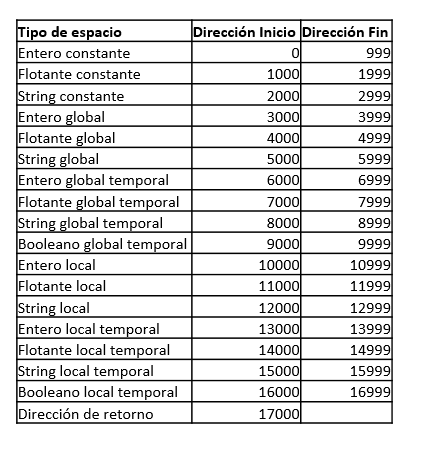 Tipo de espacio Dirección Inicio Dirección Fin
Entero constante 0 999
Flotante constante 1000 1999
String constante 2000 2999
Entero global 3000 3999
Flotante global 4000 4999
String global 5000 5999
Entero global temporal 6000 6999
Flotante global temporal 7000 7999
String global temporal 8000 8999
Booleano global temporal 9000 9999
Entero local 10000 10999
Flotante local 11000 11999
String local 12000 12999
Entero local temporal 13000 13999
Flotante local temporal 14000 14999
String local temporal 15000 15999
Booleano local temporal 16000 16999
Dirección de retorno 17000